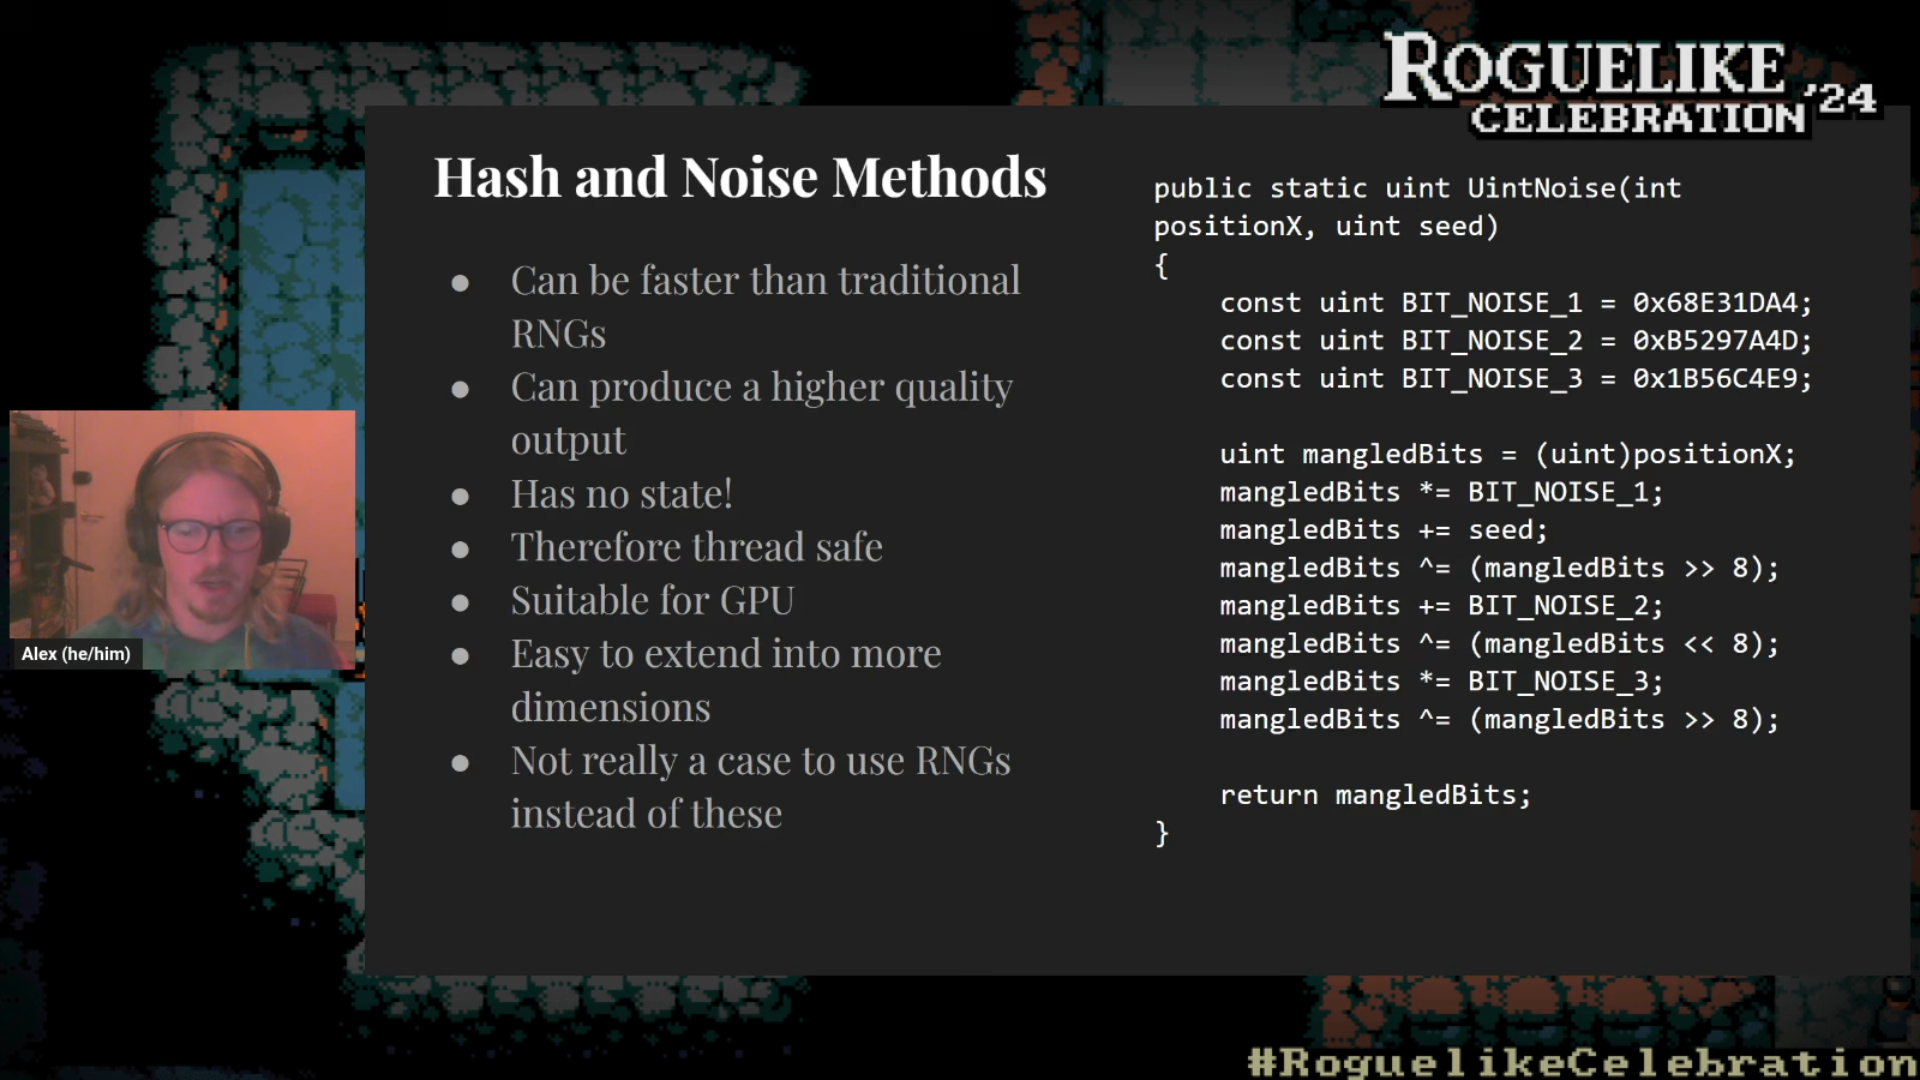 ROGUELIKE
CELEBRATION '24
Hash and Noise Methods
● Can be faster than traditional
RNGs
● Can produce a higher quality
output
● Has no state!
● Therefore thread safe
● Suitable for GPU
● Easy to extend into more
dimensions
● Not really a case to use RNGs
instead of these
public static uint UintNoise(int
positionX, uint seed)
{
    const uint BIT_NOISE_1 = 0x68E31DA4;
    const uint BIT_NOISE_2 = 0xB5297A4D;
    const uint BIT_NOISE_3 = 0x1B56C4E9;
    uint mangledBits = (uint)positionX;
    mangledBits *= BIT_NOISE_1;
    mangledBits += seed;
    mangledBits ^= (mangledBits >> 8);
    mangledBits += BIT_NOISE_2;
    mangledBits ^= (mangledBits << 8);
    mangledBits *= BIT_NOISE_3;
    mangledBits ^= (mangledBits >> 8);
    return mangledBits;
}
Alex (he/him)
#RoguelikeCelebration